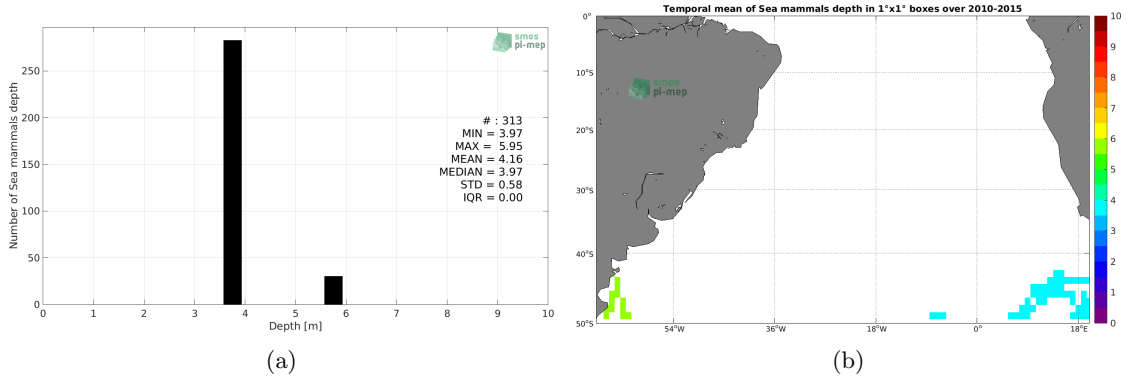 smos
pi-mep
Number of Sea mammals depth
250
200
150
100
50
0
# : 313
MIN = 3.97
MAX = 5.95
MEAN = 4.16
MEDIAN = 3.97
STD = 0.58
IQR = 0.00
0 1 2 3 4 5 6 7 8 9 10
Depth [m]
(a)
Temporal mean of Sea mammals depth in 1°x1° boxes over 2010-2015
smos
pi-mep
0°
10°S
20°S
30°S
40°S
50°S
54°W 36°W 18°W 0° 18°E
10
9
8
7
6
5
4
3
2
1
0
(b)